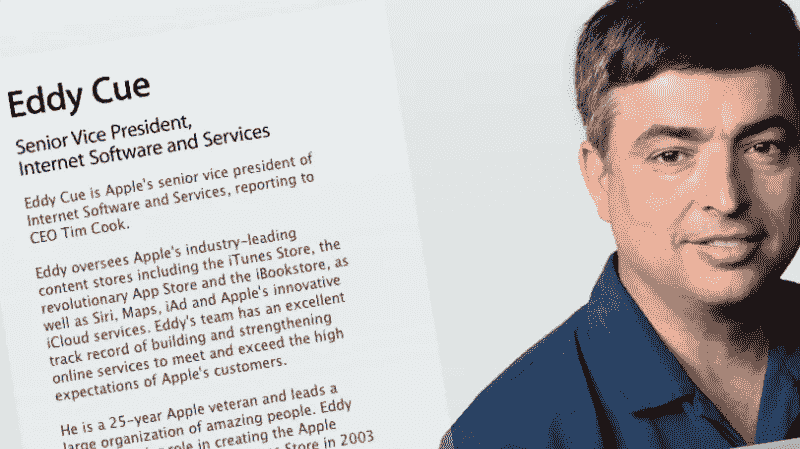 Eddy Cue
Senior Vice President,
Internet Software and Services
Eddy Cue is Apple's senior vice president of
Internet Software and Services, reporting to
CEO Tim Cook.
Eddy oversees Apple's industry-leading
content stores including the iTunes Store, the
revolutionary App Store and the iBookstore, as
well as Siri, Maps, iAd and Apple's innovative
iCloud services. Eddy's team has an excellent
track record of building and strengthening
online services to meet and exceed the high
expectations of Apple's customers.
He is a 25-year Apple veteran and leads a
large organization of amazing people. Eddy
role in creating the Apple
Store in 2003